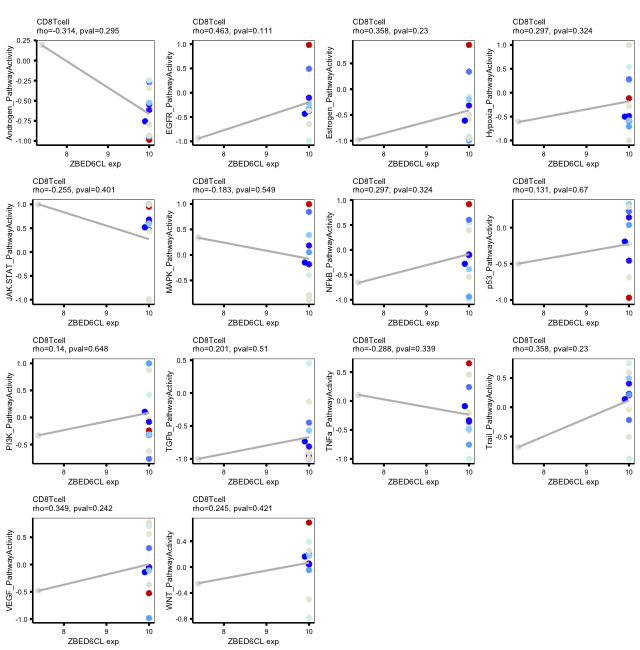 CD8Tcell
rho=-0.314, pval=0.295
0.25
0.00
-0.25
-0.50
-0.75
-1.00
8
9
10
Androgen_PathwayActivity
ZBED6CL exp
CD8Tcell
rho=0.463, pval=0.111
1.0
0.5
0.0
-0.5
-1.0
8
9
10
EGFR_PathwayActivity
ZBED6CL exp
CD8Tcell
rho=0.358, pval=0.23
1.0
0.5
0.0
-0.5
-1.0
8
9
10
Estrogen_PathwayActivity
ZBED6CL exp
CD8Tcell
rho=0.297, pval=0.324
1.0
0.5
0.0
-0.5
-1.0
8
9
10
Hypoxia_PathwayActivity
ZBED6CL exp
CD8Tcell
rho=-0.255, pval=0.401
1.0
0.5
0.0
-0.5
-1.0
8
9
10
JAK.STAT_PathwayActivity
ZBED6CL exp
CD8Tcell
rho=-0.183, pval=0.549
1.0
0.5
0.0
-0.5
8
9
10
MAPK_PathwayActivity
ZBED6CL exp
CD8Tcell
rho=0.297, pval=0.324
1.0
0.5
0.0
-0.5
-1.0
8
9
10
NFkB_PathwayActivity
ZBED6CL exp
CD8Tcell
rho=0.131, pval=0.67
0.0
-0.5
-1.0
8
9
10
p53_PathwayActivity
ZBED6CL exp
CD8Tcell
rho=0.14, pval=0.648
1.0
0.5
0.0
-0.5
8
9
10
PI3K_PathwayActivity
ZBED6CL exp
CD8Tcell
rho=0.201, pval=0.51
0.5
0.0
-0.5
-1.0
8
9
10
TGFb_PathwayActivity
ZBED6CL exp
CD8Tcell
rho=-0.288, pval=0.339
0.5
0.0
-0.5
-1.0
8
9
10
TNFa_PathwayActivity
ZBED6CL exp
CD8Tcell
rho=0.358, pval=0.23
0.5
0.0
-0.5
8
9
10
Trail_PathwayActivity
ZBED6CL exp
CD8Tcell
rho=0.349, pval=0.242
0.5
0.0
-0.5
-1.0
8
9
10
VEGF_PathwayActivity
ZBED6CL exp
CD8Tcell
rho=0.245, pval=0.421
0.4
0.0
-0.4
-0.8
8
9
10
WNT_PathwayActivity
ZBED6CL exp